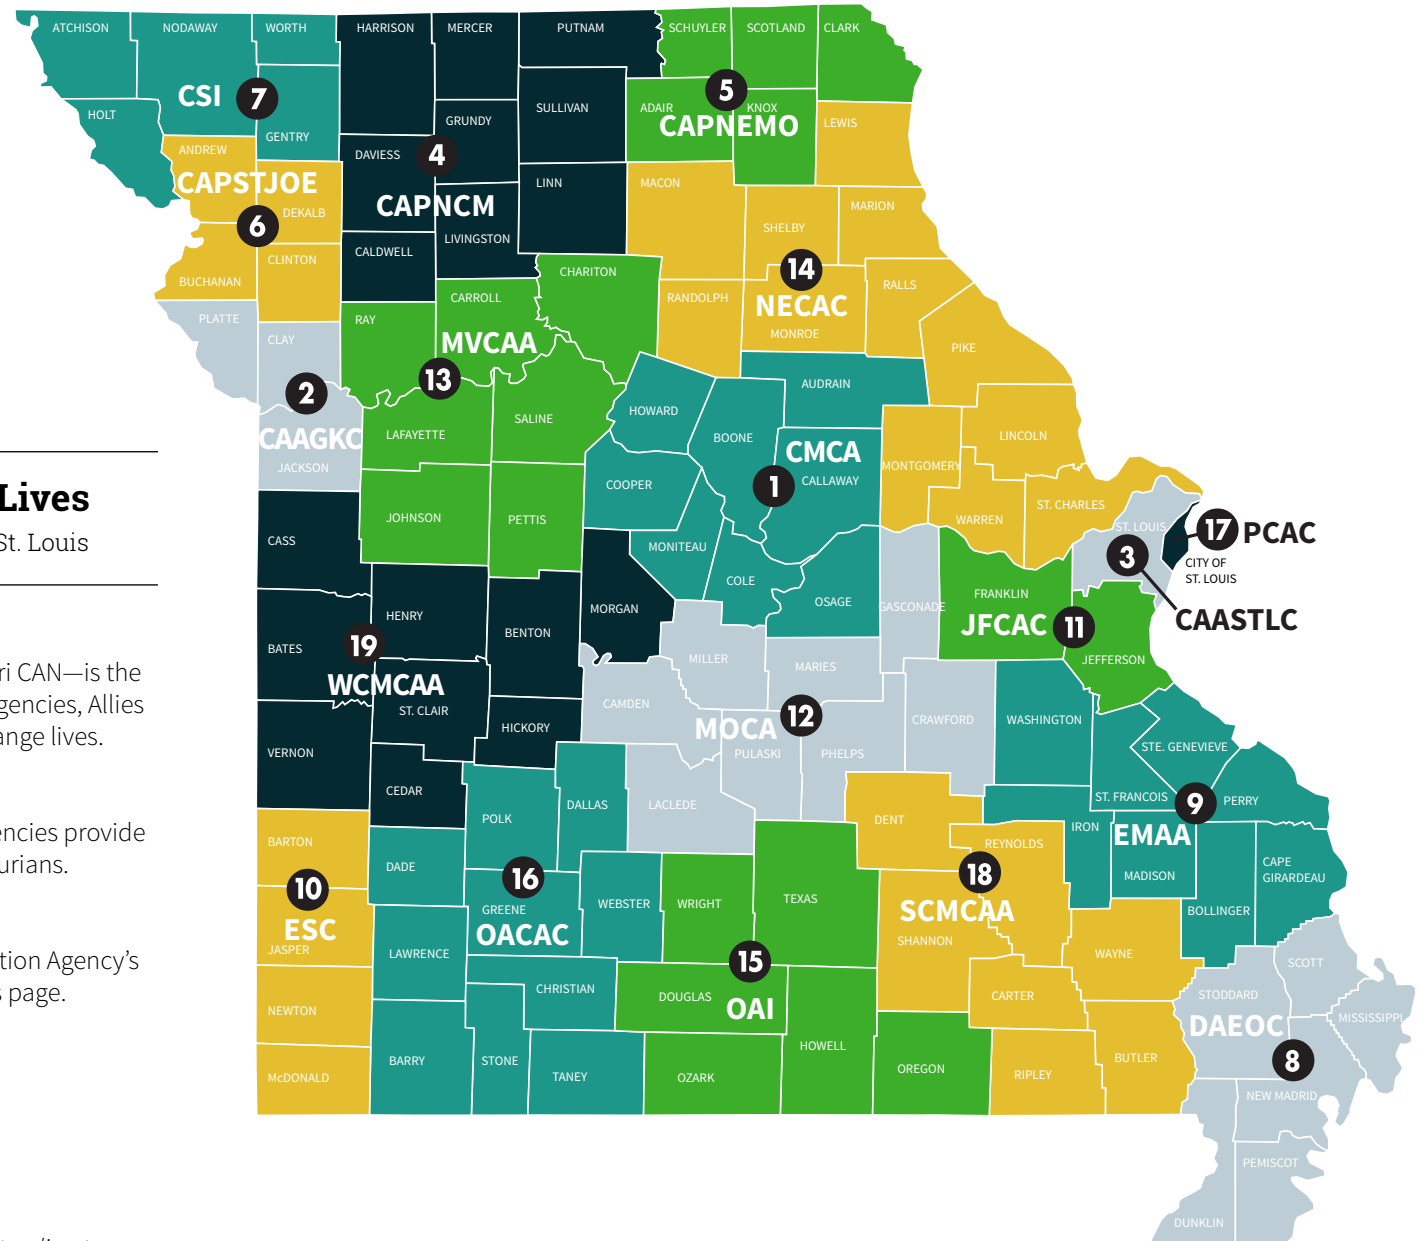 ATCHISON
NODAWAY
WORTH
HARRISON
MERCER
PUTNAM
SCHUYLER
SCOTLAND
CLARK
CSI 7
HOLT
GENTRY
SULLIVAN
GRUNDY
ADAIR
5
KNOX
CAPNEMO
LEWIS
ANDREW
DAVIESS
4
CAPSTJOE
LINN
MACON
CAPNCM
DEKALB
6
MARION
SHELBY
LIVINGSTON
CALDWELL
CLINTON
BUCHANAN
CHARITON
14
RALLS
CARROLL
RANDOLPH
NECAC
MONROE
PLATTE
RAY
CLAY
MVCAA
PIKE
13
2
AUDRAIN
HOWARD
SALINE
LAFAYETTE
CAAGKC
JACKSON
BOONE
CMCA
LINCOLN
MONTGOMERY
1
CALLAWAY
COOPER
Lives
St. Louis
JOHNSON
PETTIS
WARREN
ST. CHARLES
ST. LOUIS
17 PCAC
CASS
MONITEAU
3
CITY OF
ST. LOUIS
COLE
OSAGE
GASCONADE
FRANKLIN
CAASTLC
MORGAN
HENRY
JFCAC 11
BENTON
BATES
19
WCMCAA
ST. CLAIR
MILLER
MARIES
JEFFERSON
ri CAN—is the
gencies, Allies
ange lives.
CAMDEN
12
MOCA
HICKORY
CRAWFORD
WASHINGTON
VERNON
PULASKI
PHELPS
STE. GENEVIEVE
CEDAR
POLK
DALLAS
LACLEDE
ST. FRANCOIS
9
PERRY
DENT
IRON
EMAA
encies provide
urians.
BARTON
DADE
REYNOLDS
10
16
18
MADISON
CAPE
GIRARDEAU
ESC
JASPER
GREENE
OACAC
WEBSTER
WRIGHT
TEXAS
SCMCAA
SHANNON
BOLLINGER
LAWRENCE
15
WAYNE
SCOTT
tion Agency’s
s page.
CHRISTIAN
DOUGLAS
OAI
CARTER
STODDARD
MISSISSIPPI
NEWTON
DAEOC
HOWELL
8
BARRY
STONE
TANEY
OZARK
OREGON
RIPLEY
BUTLER
McDONALD
NEW MADRID
PEMISCOT
DUNKLIN